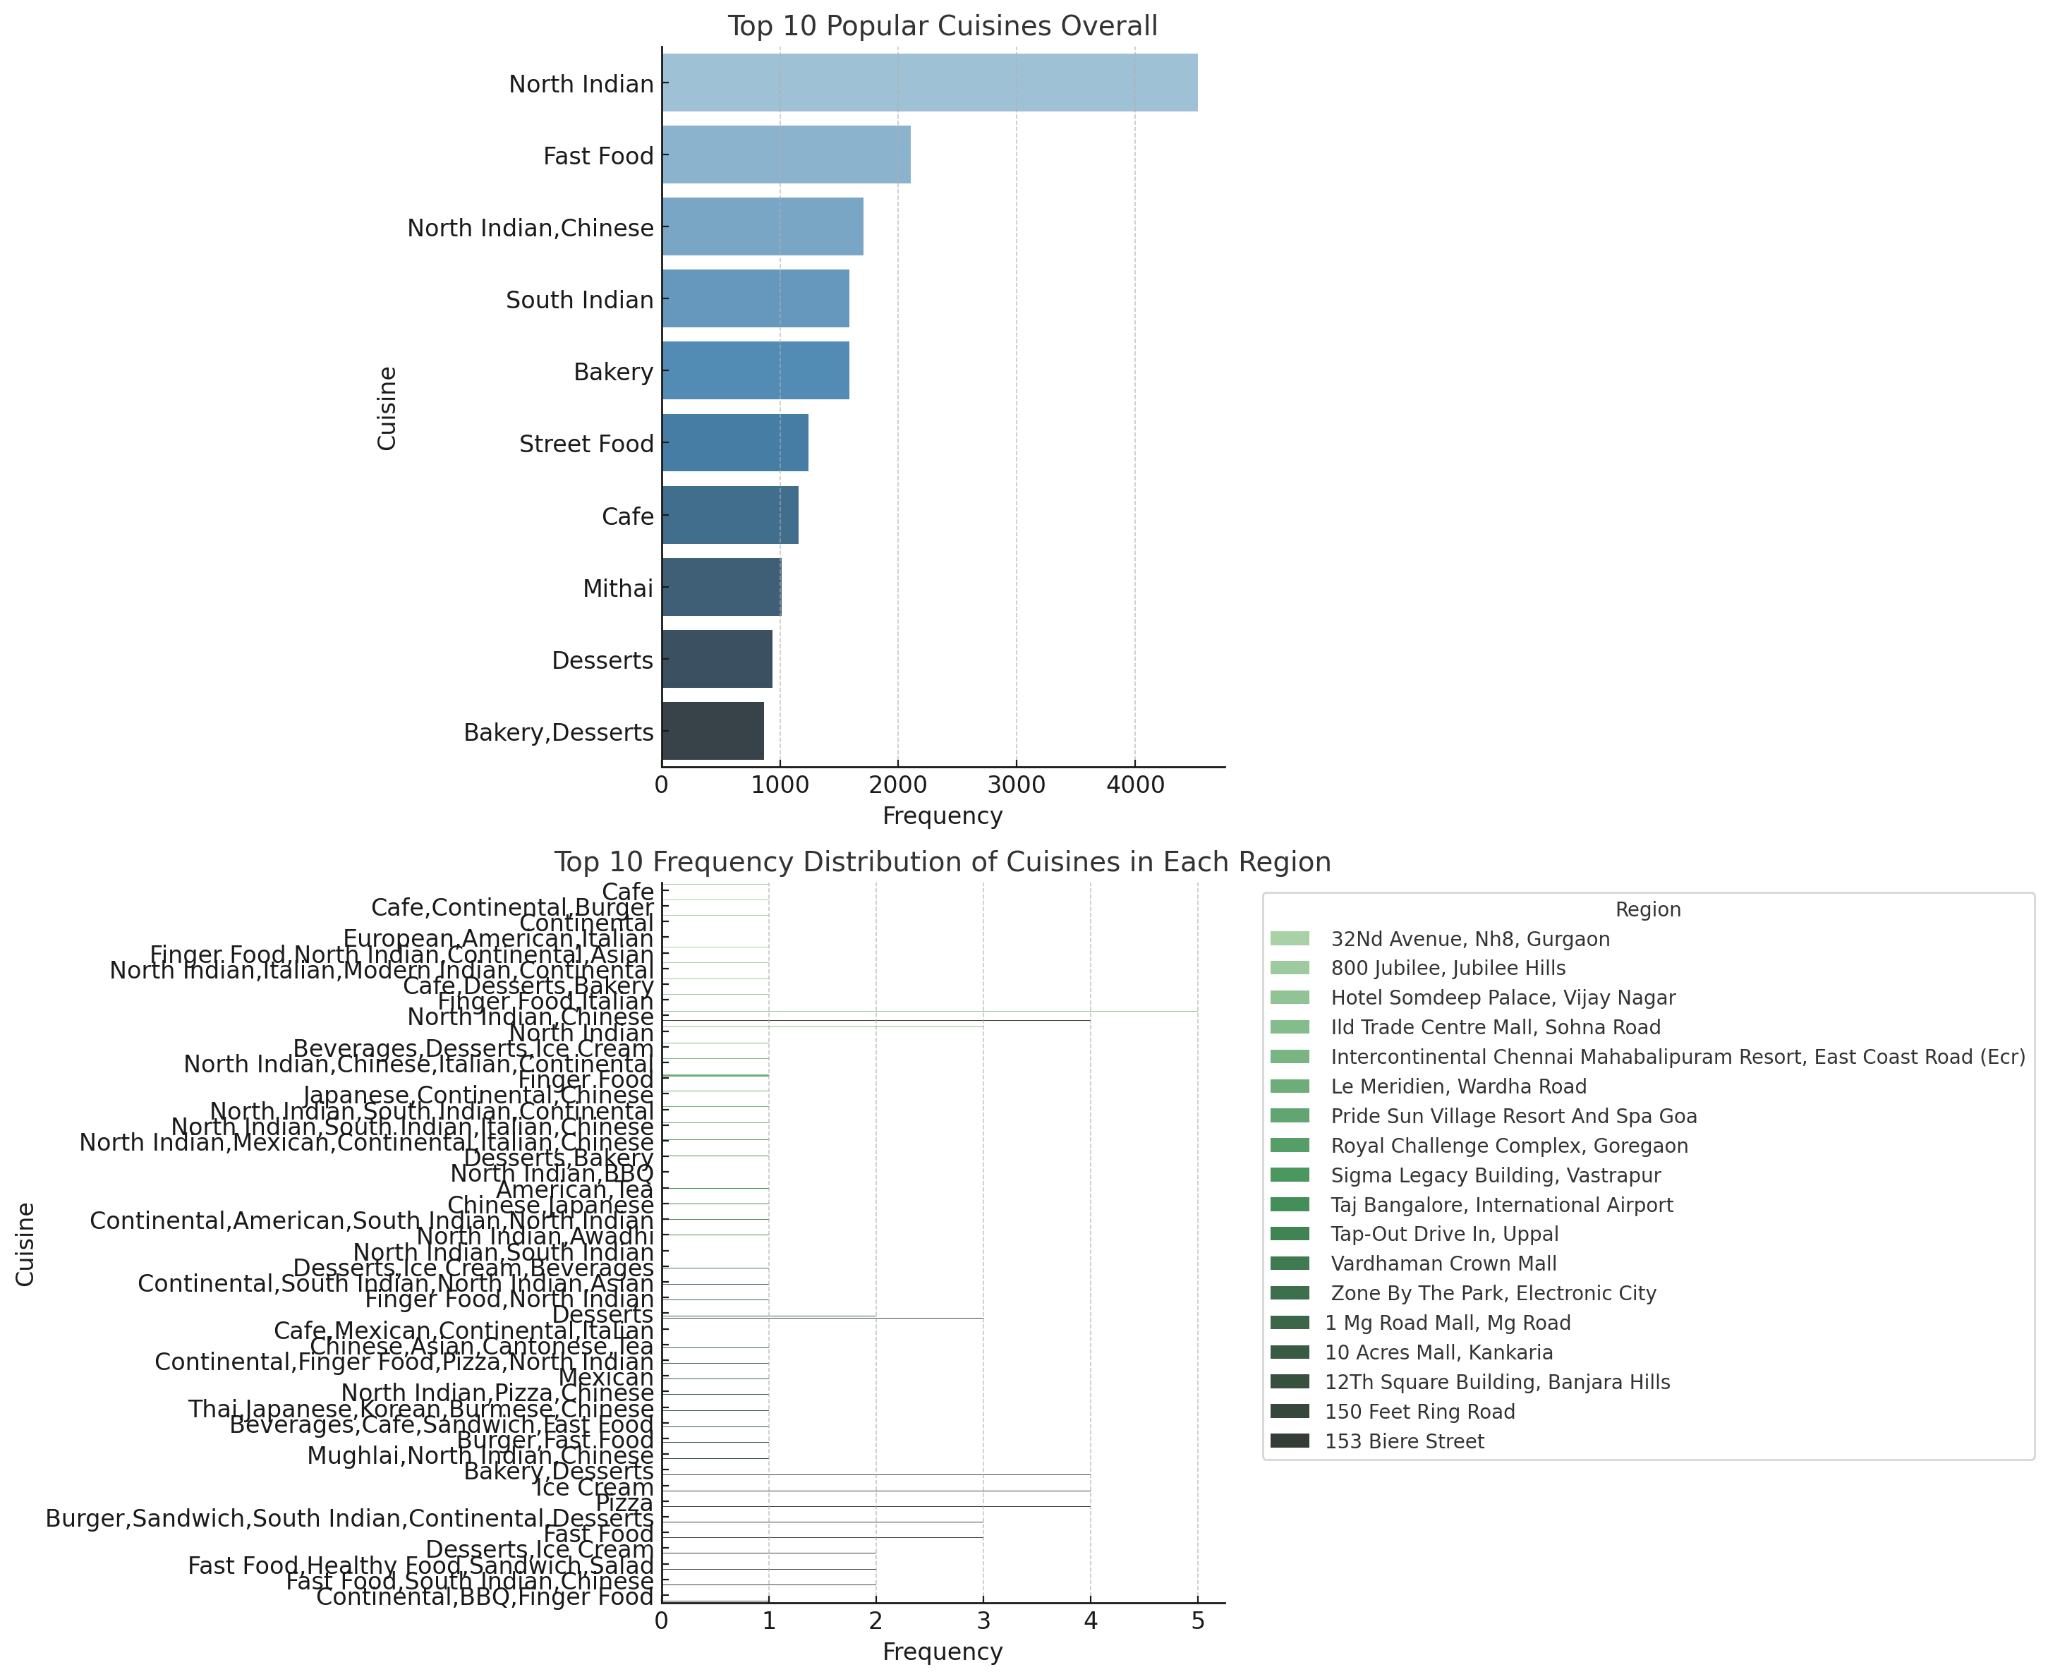 Top 10 Popular Cuisines Overall
North Indian
Fast Food
North Indian,Chinese
South Indian
Bakery
Street Food
Cafe
Mithai
Desserts
Bakery,Desserts
Cuisine
0 1000 2000 3000 4000
Frequency
Top 10 Frequency Distribution of Cuisines in Each Region
Cafe
Cafe,Continental,Burger
Continental
European,American,Italian
Finger Food,North Indian,Continental,Asian
North Indian,Italian,Modern Indian,Continental
Cafe,Desserts,Bakery
Finger Food,Italian
North Indian,Chinese
North Indian
Beverages,Desserts,Ice Cream
North Indian,Chinese,Italian,Continental
Finger Food
Japanese,Continental,Chinese
North Indian,South Indian,Continental
North Indian,South Indian,Italian,Chinese
North Indian,Mexican,Continental,Italian,Chinese
Desserts,Bakery
North Indian,BBQ
American,Tea
Chinese,Japanese
Continental,American,South Indian,North Indian
North Indian,Awadhi
North Indian,South Indian
Desserts,Ice Cream,Beverages
Continental,South Indian,North Indian,Asian
Finger Food,North Indian
Desserts
Cafe,Mexican,Continental,Italian
Chinese,Asian,Cantonese,Tea
Continental,Finger Food,Pizza,North Indian
Mexican
North Indian,Pizza,Chinese
Thai,Japanese,Korean,Burmese,Chinese
Beverages,Cafe,Sandwich,Fast Food
Burger,Fast Food
Mughlai,North Indian,Chinese
Bakery,Desserts
Ice Cream
Pizza
Burger,Sandwich,South Indian,Continental,Desserts
Fast Food
Desserts,Ice Cream
Fast Food,Healthy Food,Sandwich,Salad
Fast Food,South Indian,Chinese
Continental,BBQ,Finger Food
Cuisine
0 1 2 3 4 5
Frequency
Region
32Nd Avenue, Nh8, Gurgaon
800 Jubilee, Jubilee Hills
Hotel Somdeep Palace, Vijay Nagar
Ild Trade Centre Mall, Sohna Road
Intercontinental Chennai Mahabalipuram Resort, East Coast Road (Ecr)
Le Meridien, Wardha Road
Pride Sun Village Resort And Spa Goa
Royal Challenge Complex, Goregaon
Sigma Legacy Building, Vastrapur
Taj Bangalore, International Airport
Tap-Out Drive In, Uppal
Vardhaman Crown Mall
Zone By The Park, Electronic City
1 Mg Road Mall, Mg Road
10 Acres Mall, Kankaria
12Th Square Building, Banjara Hills
150 Feet Ring Road
153 Biere Street